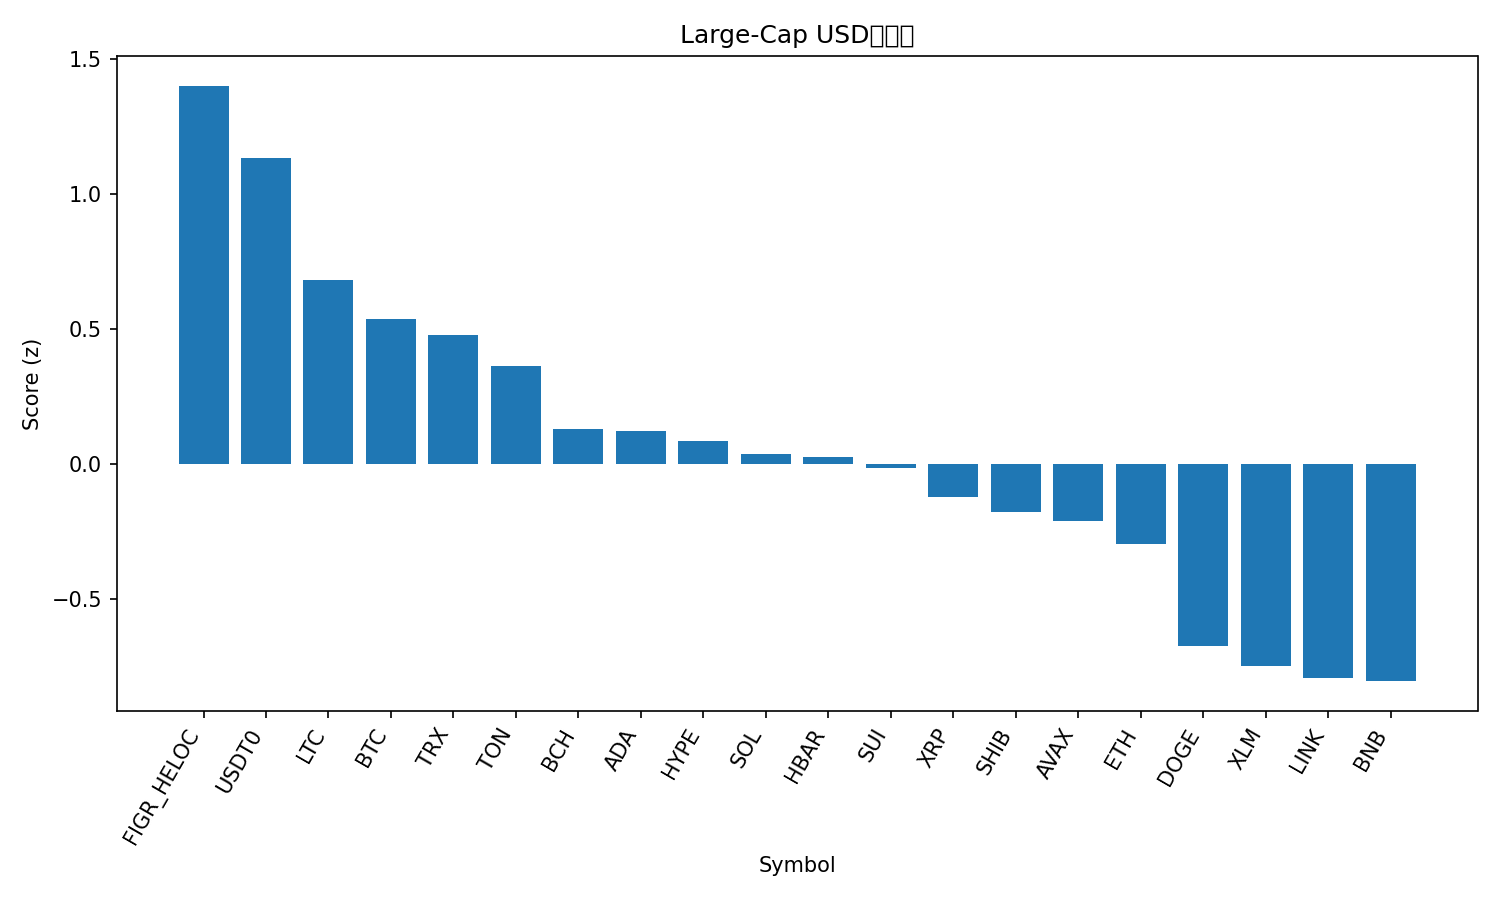 Large-Cap USD
Score (z)
1.5
1.0
0.5
0.0
−0.5
FIGR_HELOC
USDT0
LTC
BTC
TRX
TON
BCH
ADA
HYPE
SOL
HBAR
SUI
XRP
SHIB
AVAX
ETH
DOGE
XLM
LINK
BNB
Symbol